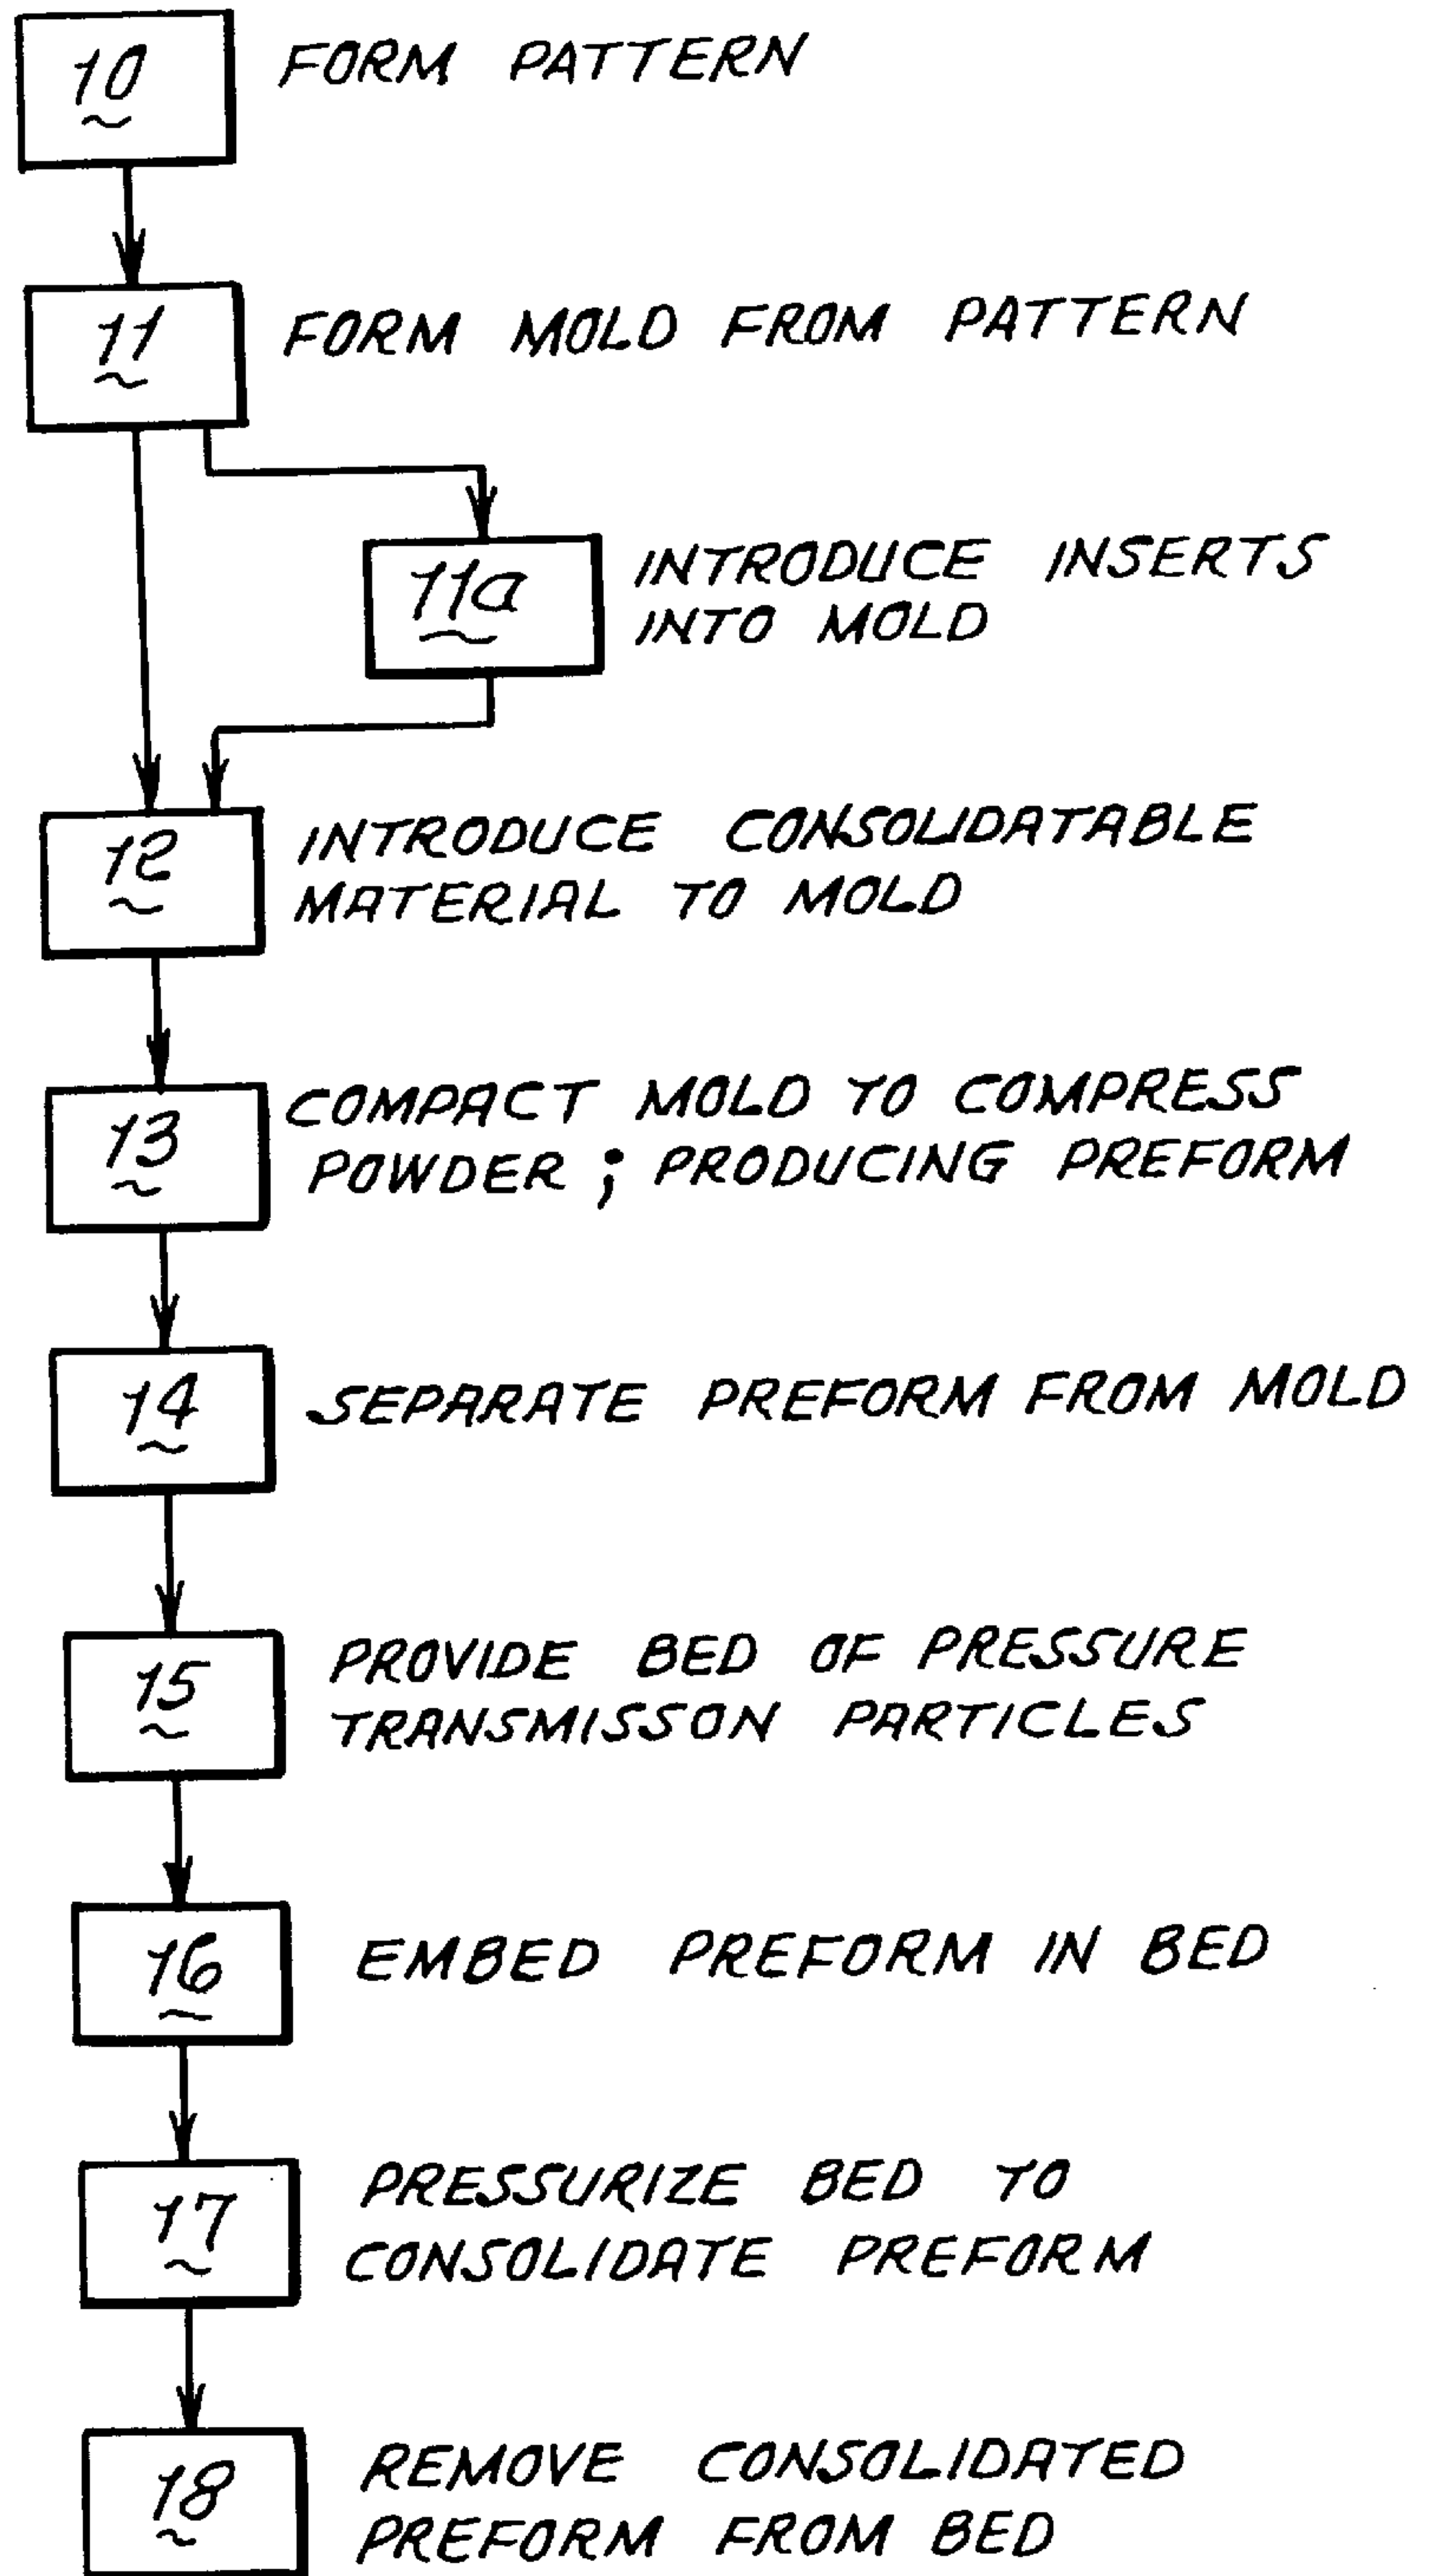 10 FORM PATTERN
11 FORM MOLD FROM PATTERN
11a INTRODUCE INSERTS
INTO MOLD
12 INTRODUCE CONSOLIDATABLE
MATERIAL TO MOLD
13 COMPACT MOLD TO COMPRESS
POWDER ; PRODUCING PREFORM
14 SEPARATE PREFORM FROM MOLD
15 PROVIDE BED OF PRESSURE
TRANSMISSON PARTICLES
16 EMBED PREFORM IN BED
17 PRESSURIZE BED TO
CONSOLIDATE PREFORM
18 REMOVE CONSOLIDATED
PREFORM FROM BED